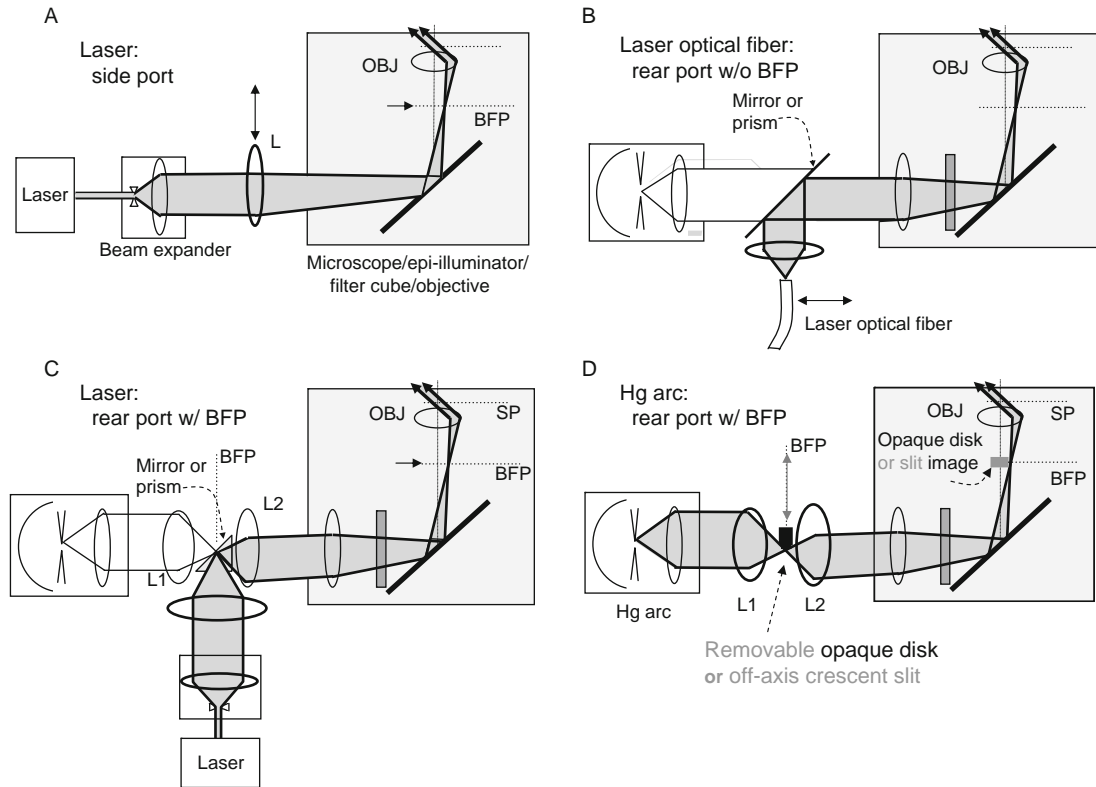 A
Laser:
side port
OBJ
BFP
L
Laser
Beam expander
Microscope/epi-illuminator/
filter cube/objective
B
Laser optical fiber:
rear port w/o BFP
Mirror or
prism
OBJ
Laser optical fiber
C
Laser:
rear port w/ BFP
OBJ
SP
BFP
Mirror or
prism
BFP
L2
L1
Laser
D
Hg arc:
rear port w/ BFP
OBJ
SP
BFP
Opaque disk
or slit image
BFP
Hg arc
L1
L2
Removable opaque disk
or off-axis crescent slit